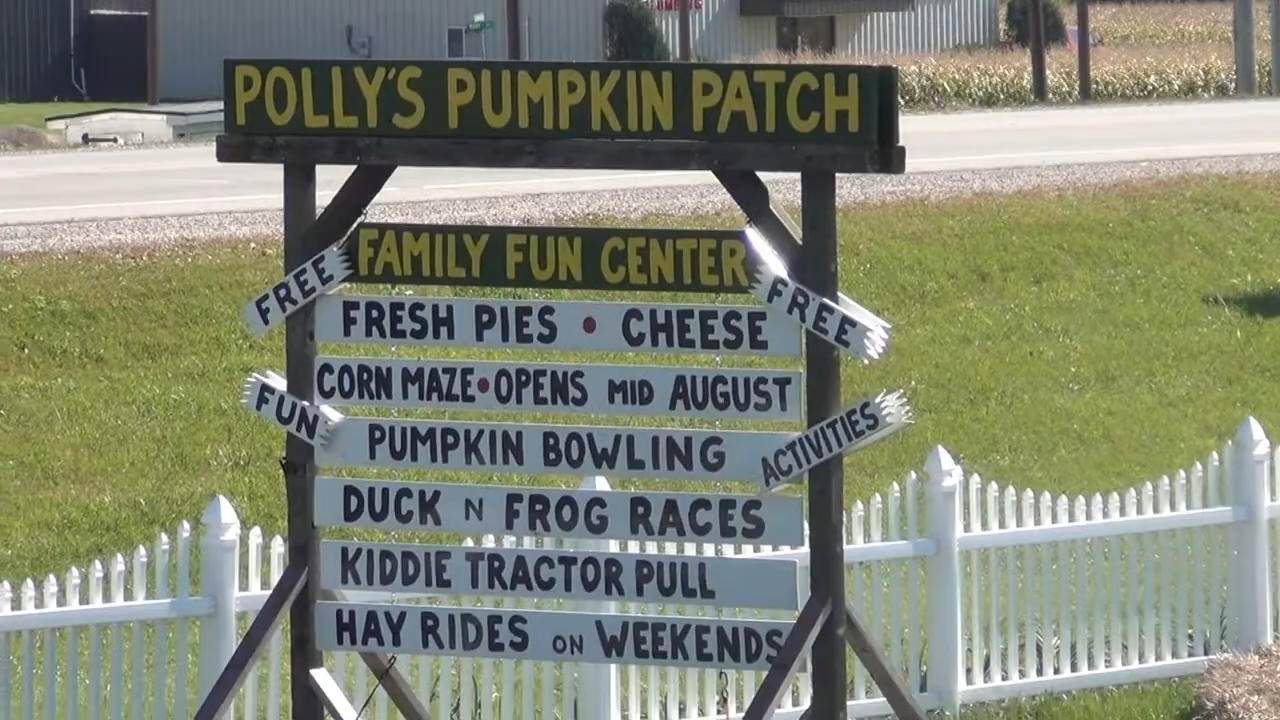 POLLY'S PUMPKIN PATCH
FAMILY FUN CENTER
FREE
FREE
FRESH PIES • CHEESE
CORN MAZE • OPENS MID AUGUST
FUN
PUMPKIN BOWLING
ACTIVITIES
DUCK N FROG RACES
KIDDIE TRACTOR PULL
HAY RIDES ON WEEKENDS